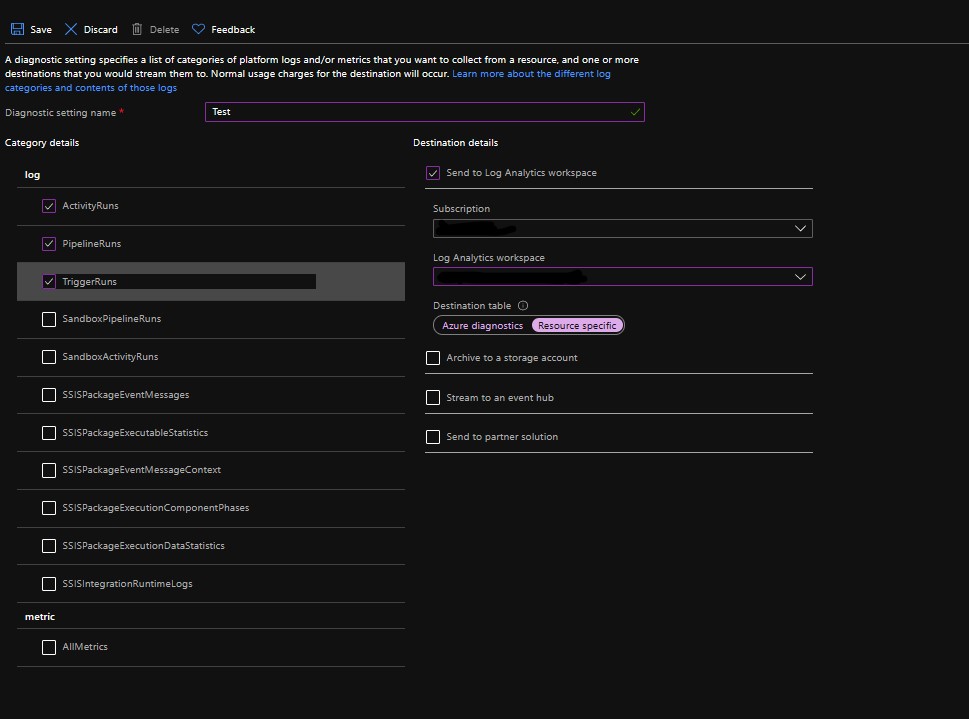 Save Discard Delete Feedback
A diagnostic setting specifies a list of categories of platform logs and/or metrics that you want to collect from a resource, and one or more
destinations that you would stream them to. Normal usage charges for the destination will occur. Learn more about the different log
categories and contents of those logs
Diagnostic setting name * Test
Category details
log
ActivityRuns
PipelineRuns
TriggerRuns
SandboxPipelineRuns
SandboxActivityRuns
SSISPackageEventMessages
SSISPackageExecutableStatistics
SSISPackageEventMessageContext
SSISPackageExecutionComponentPhases
SSISPackageExecutionDataStatistics
SSISIntegrationRuntimeLogs
metric
AllMetrics
Destination details
Send to Log Analytics workspace
Subscription
Log Analytics workspace
Destination table
Azure diagnostics Resource specific
Archive to a storage account
Stream to an event hub
Send to partner solution